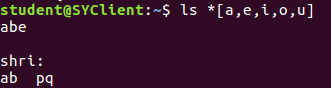 student@SYClient:~$ ls *[a,e,i,o,u]
abe
shri:
ab  pq